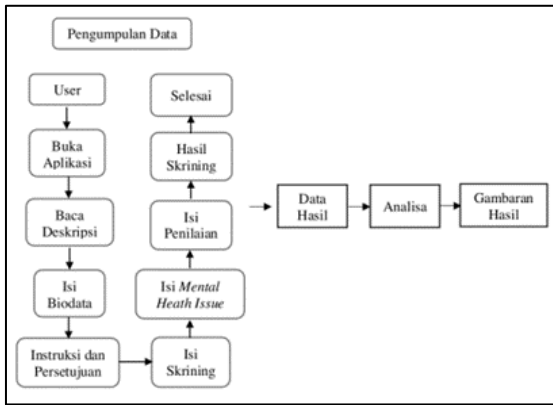 Pengumpulan Data
User
Buka
Aplikasi
Baca
Deskripsi
Isi
Biodata
Instruksi dan
Persetujuan
Isi
Skrining
Isi Mental
Heath Issue
Isi
Penilaian
Hasil
Skrining
Selesai
Data
Hasil
Analisa
Gambaran
Hasil